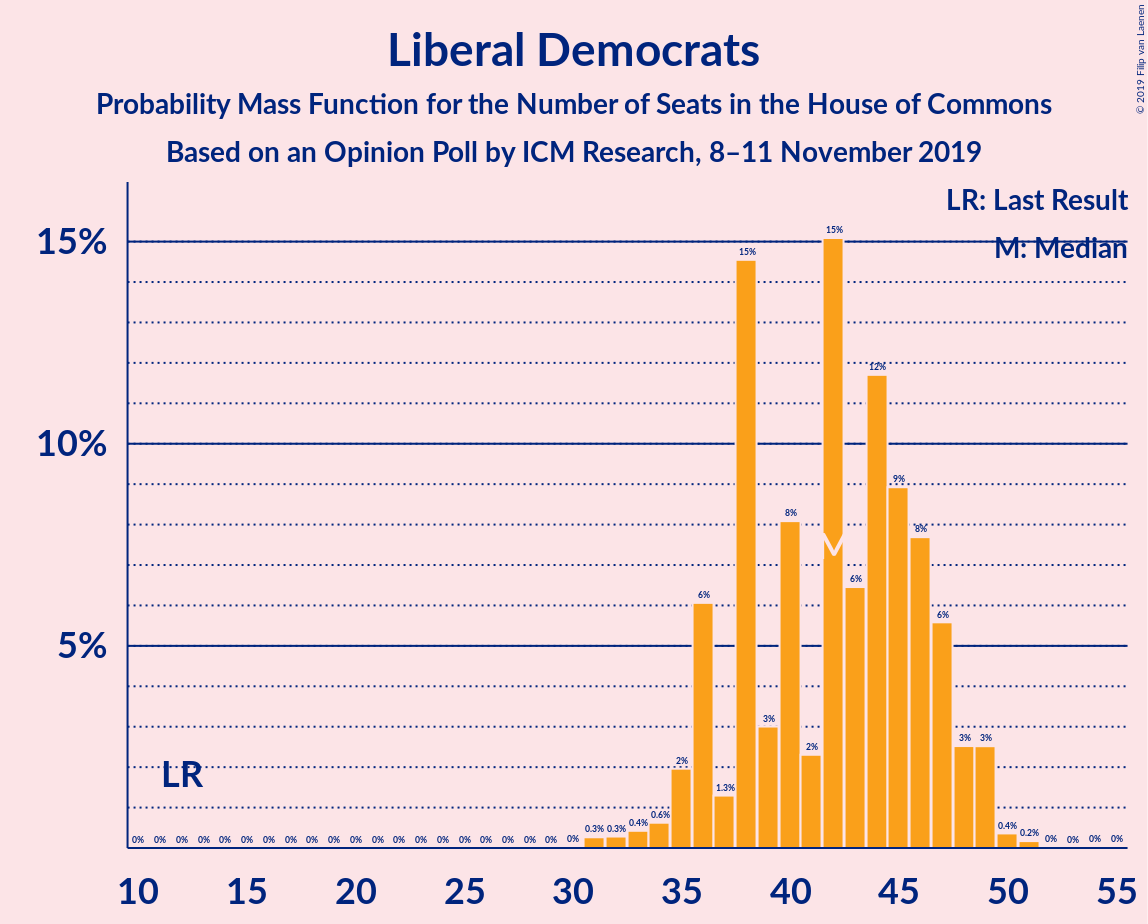 © 2019 Filip van Laenen
Liberal Democrats
Probability Mass Function for the Number of Seats in the House of Commons
Based on an Opinion Poll by ICM Research, 8–11 November 2019
LR: Last Result
M: Median
15%
10%
5%
LR
M
0% 0% 0% 0% 0% 0% 0% 0% 0% 0% 0% 0% 0% 0% 0% 0% 0% 0% 0% 0% 0% 0.3% 0.3% 0.4% 0.6% 2% 6% 1.3% 15% 3% 8% 2% 15% 6% 12% 9% 8% 6% 3% 3% 0.4% 0.2% 0% 0% 0% 0%
10 15 20 25 30 35 40 45 50 55